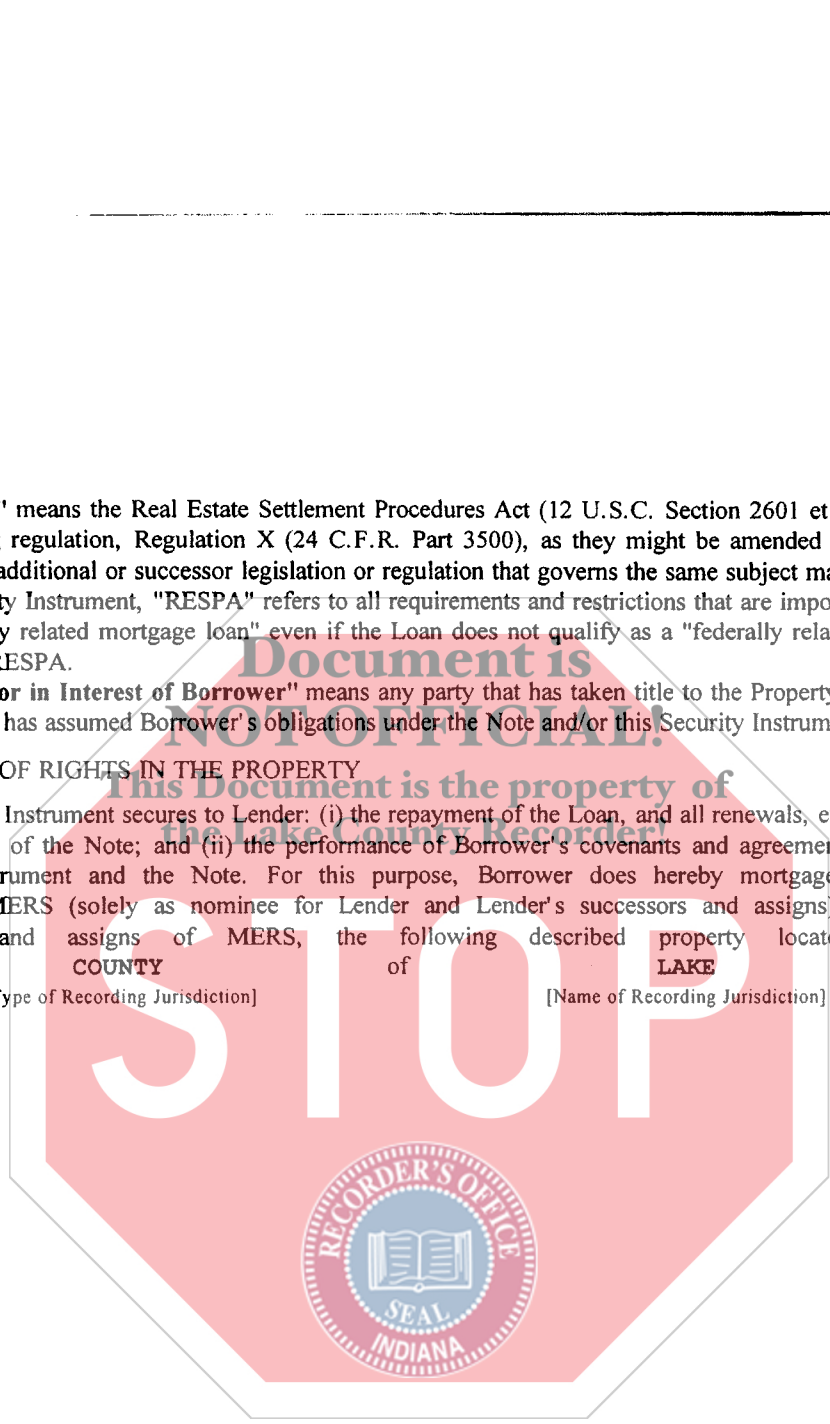 " means the Real Estate Settlement Procedures Act (12 U.S.C. Section 2601 et
regulation, Regulation X (24 C.F.R. Part 3500), as they might be amended
additional or successor legislation or regulation that governs the same subject ma
ty Instrument, "RESPA" refers to all requirements and restrictions that are impo
y related mortgage loan" even if the Loan does not qualify as a "federally rela
RESPA.
Document is
or in Interest of Borrower" means any party that has taken title to the Property
has assumed Borrower's obligations under the Note and/or this Security Instrum
NOT OFFICIAL!
OF RIGHTS IN THE PROPERTY
This Document is the property of
Instrument secures to Lender: (i) the repayment of the Loan, and all renewals, e
the Lake County Recorder!
of the Note; and (ii) the performance of Borrower's covenants and agreemen
rument and the Note. For this purpose, Borrower does hereby mortgage
MERS (solely as nominee for Lender and Lender's successors and assigns)
and assigns of MERS, the following described property locate
COUNTY of LAKE
ype of Recording Jurisdiction] [Name of Recording Jurisdiction]
STOP
RECORDER'S OFFICE
SEAL
INDIANA